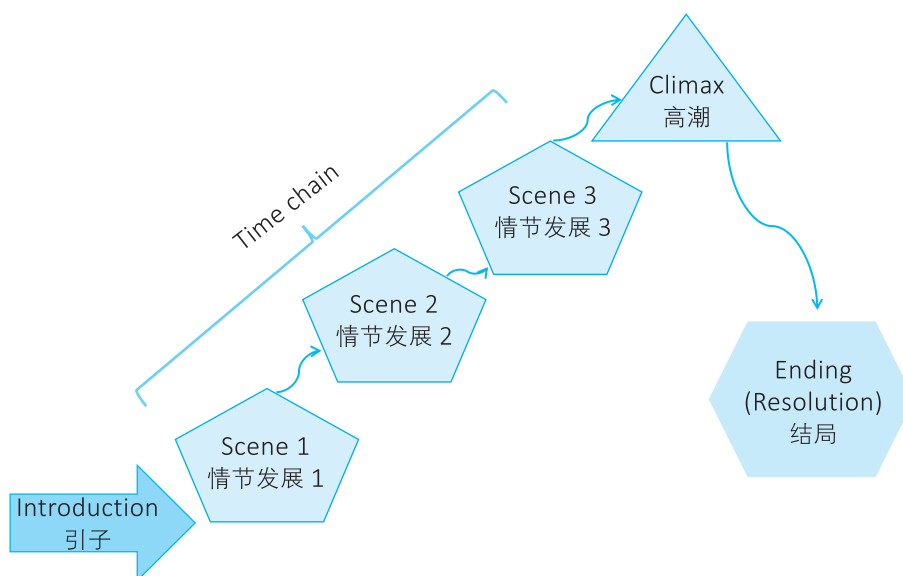 Introduction
引子
Scene 1
情节发展 1
Scene 2
情节发展 2
Scene 3
情节发展 3
Time chain
Climax
高潮
Ending
(Resolution)
结局